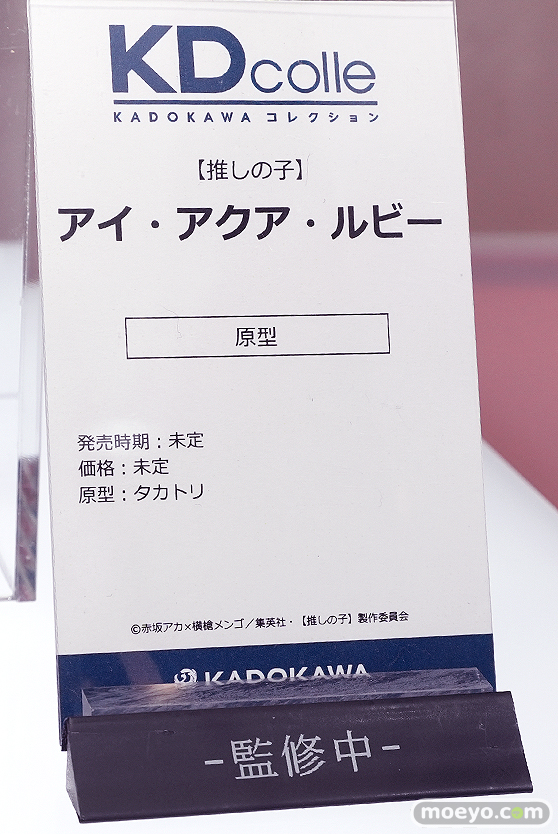 KDcolle
KADOKAWA コレクション
【推しの子】
アイ・アクア・ルビー
原型
発売時期：未定
価格：未定
原型：タカトリ
©赤坂アカ×横槍メンゴ／集英社・【推しの子】製作委員会
KADOKAWA
-監修中-
moeyo.com